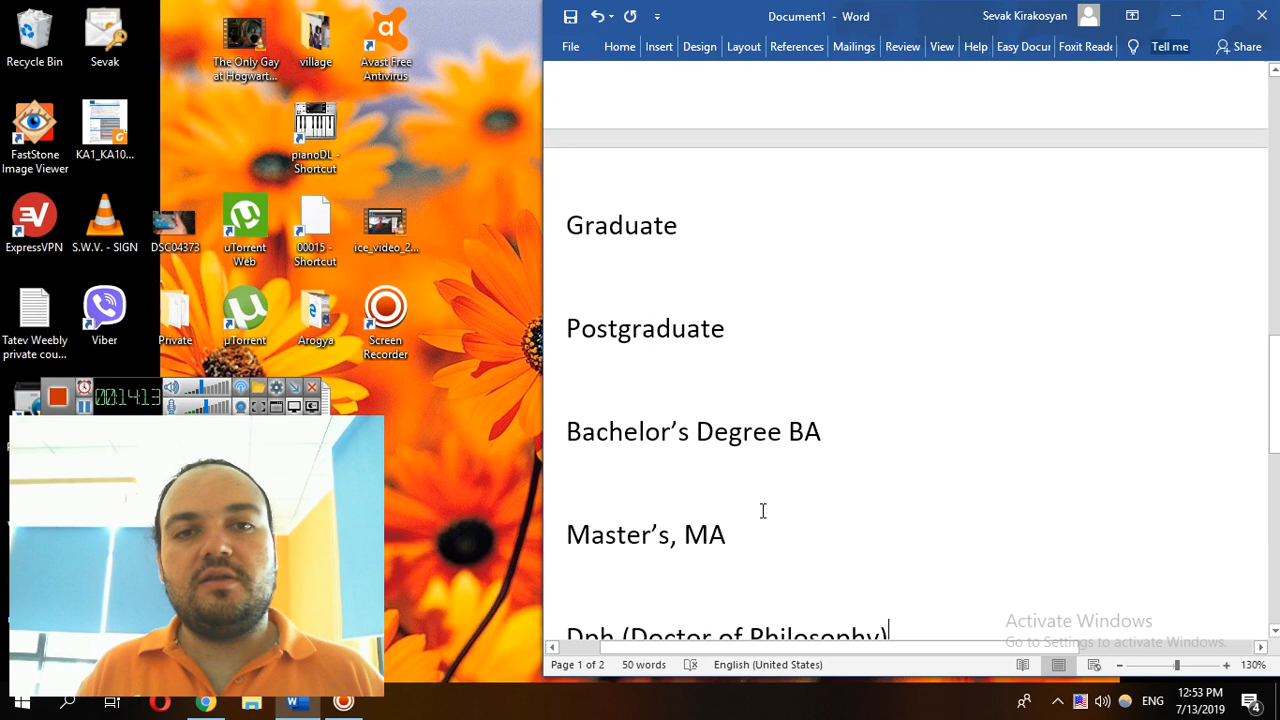 Document1 - Word
Sevak Kirakosyan
File Home Insert Design Layout References Mailings Review View Help Easy Docu Foxit Read Tell me Share
Recycle Bin
Sevak
The Only Gay
at Hogwart...
village
Avast Free
Antivirus
FastStone
Image Viewer
KA1_KA10...
pianoDL -
Shortcut
ExpressVPN
S.W.V. - SIGN
DSC04373
uTorrent
Web
00015 -
Shortcut
ice_video_2...
Tatev Weebly
private cou...
Viber
Private
µTorrent
Arogya
Screen
Recorder
00:14:13
Graduate
Postgraduate
Bachelor’s Degree BA
Master’s, MA
Dph (Doctor of Philosophy)
Activate Windows
Go to Settings to activate Windows.
Page 1 of 2 50 words English (United States) 130%
ENG
12:53 PM
7/13/2019
4